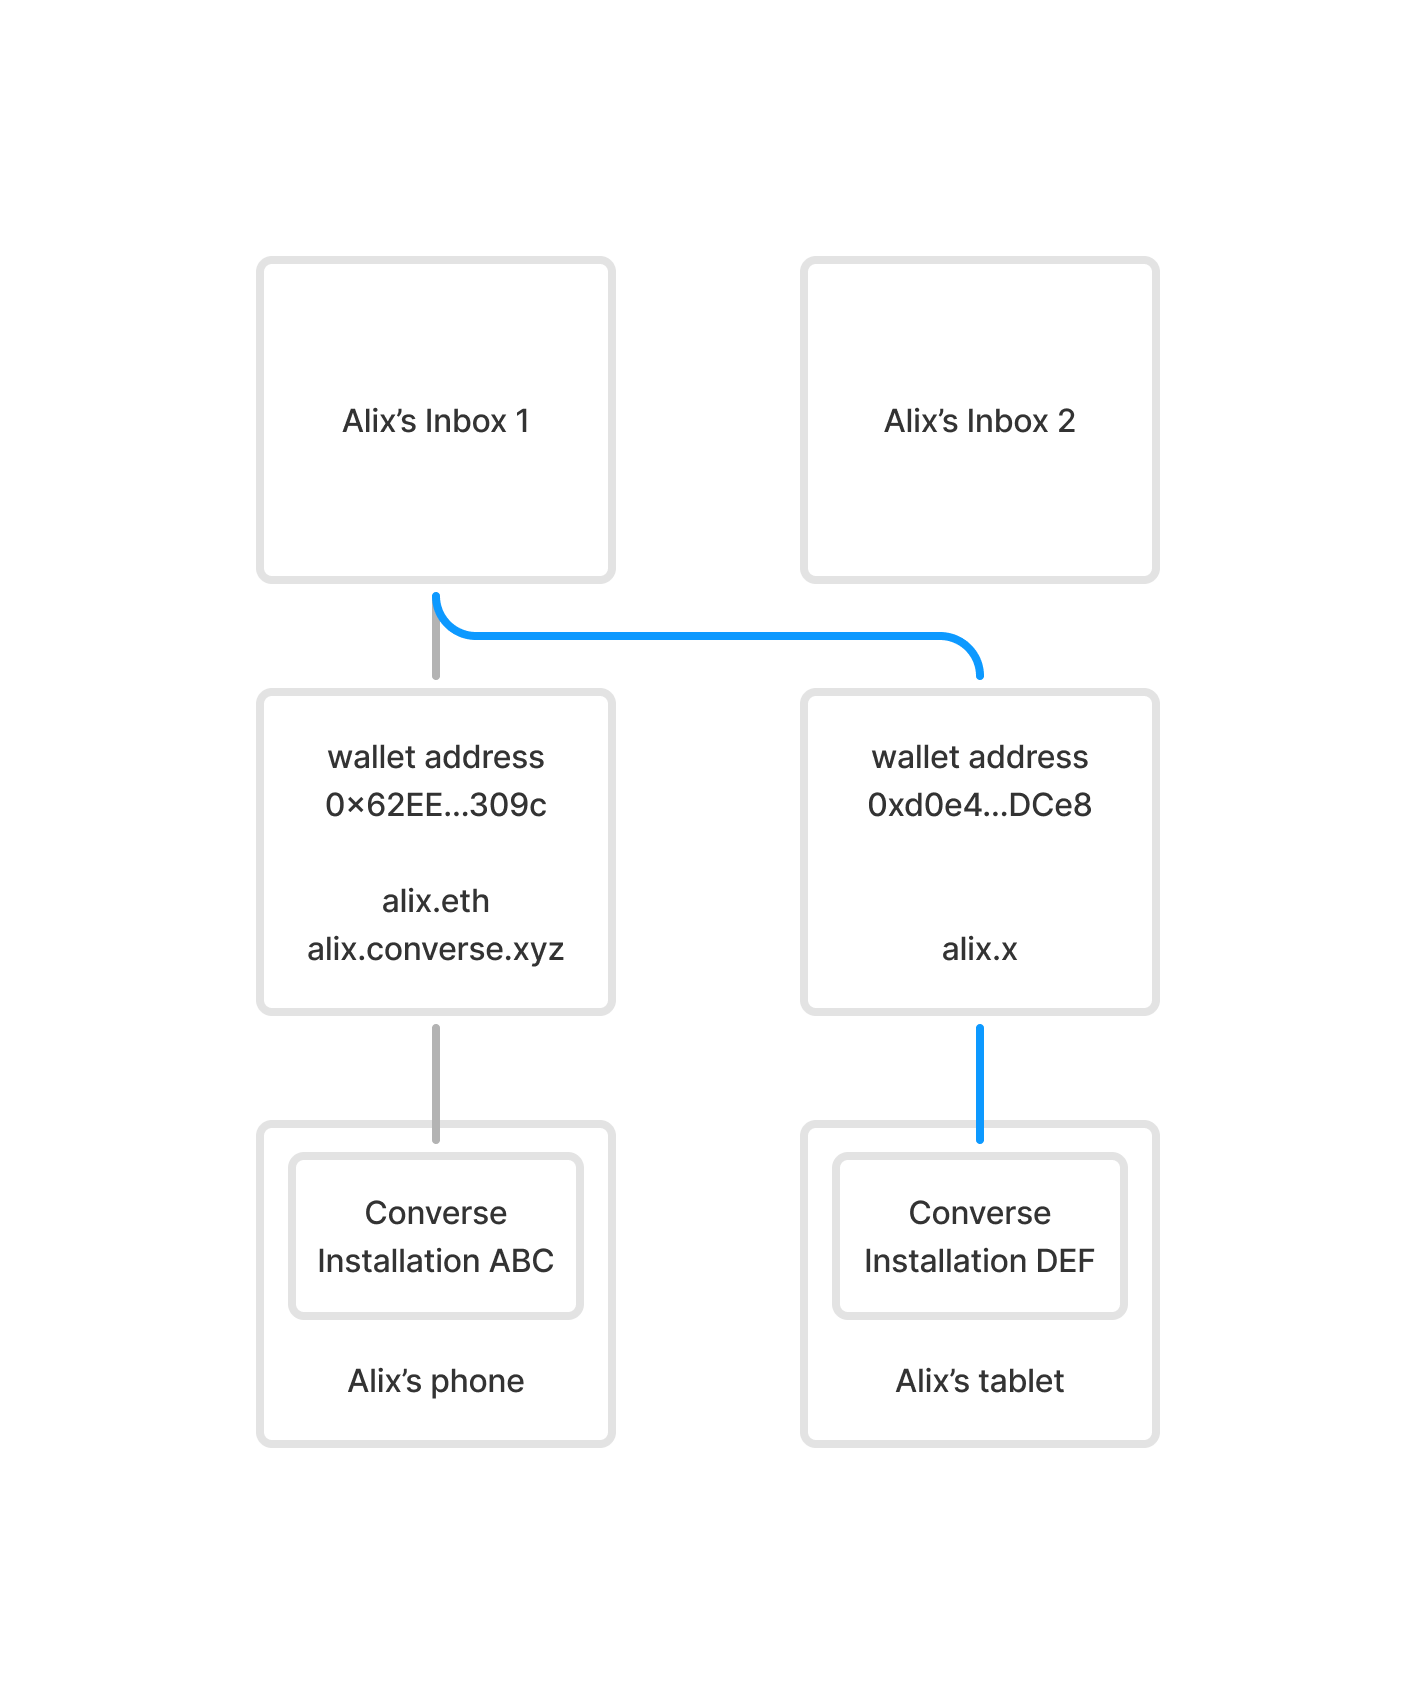 Alix’s Inbox 1
Alix’s Inbox 2
wallet address
0×62EE...309c
alix.eth
alix.converse.xyz
wallet address
0xd0e4...DCe8
alix.x
Converse
Installation ABC
Alix’s phone
Converse
Installation DEF
Alix’s tablet